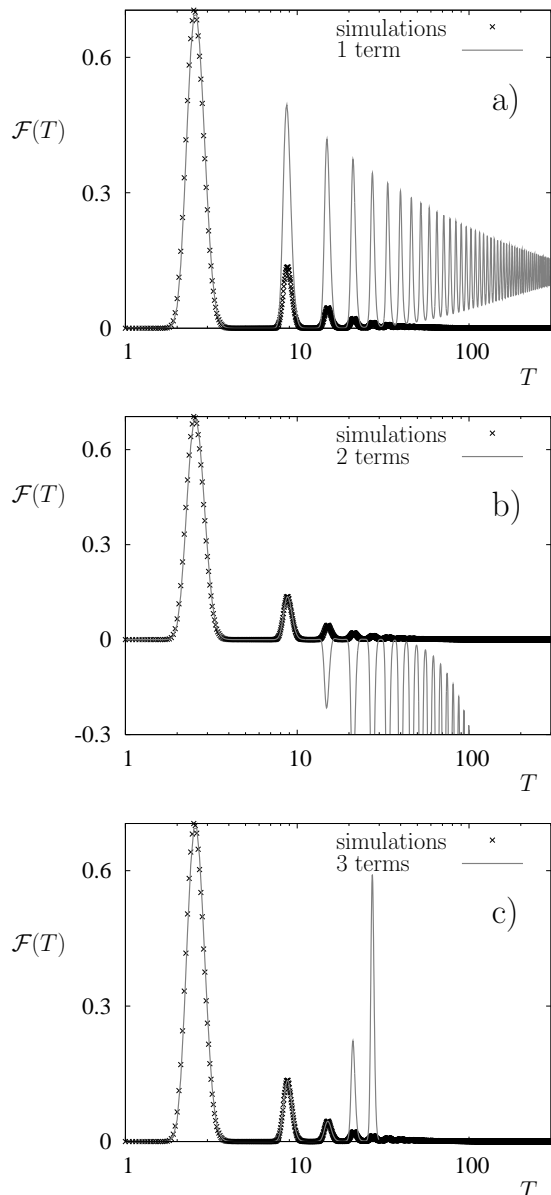 simulations
1 term
a)
0.6
F(T)
0.3
0
1 10 100
T
simulations
2 terms
b)
0.6
F(T)
0.3
0
-0.3
1 10 100
T
simulations
3 terms
c)
0.6
F(T)
0.3
0
1 10 100
T